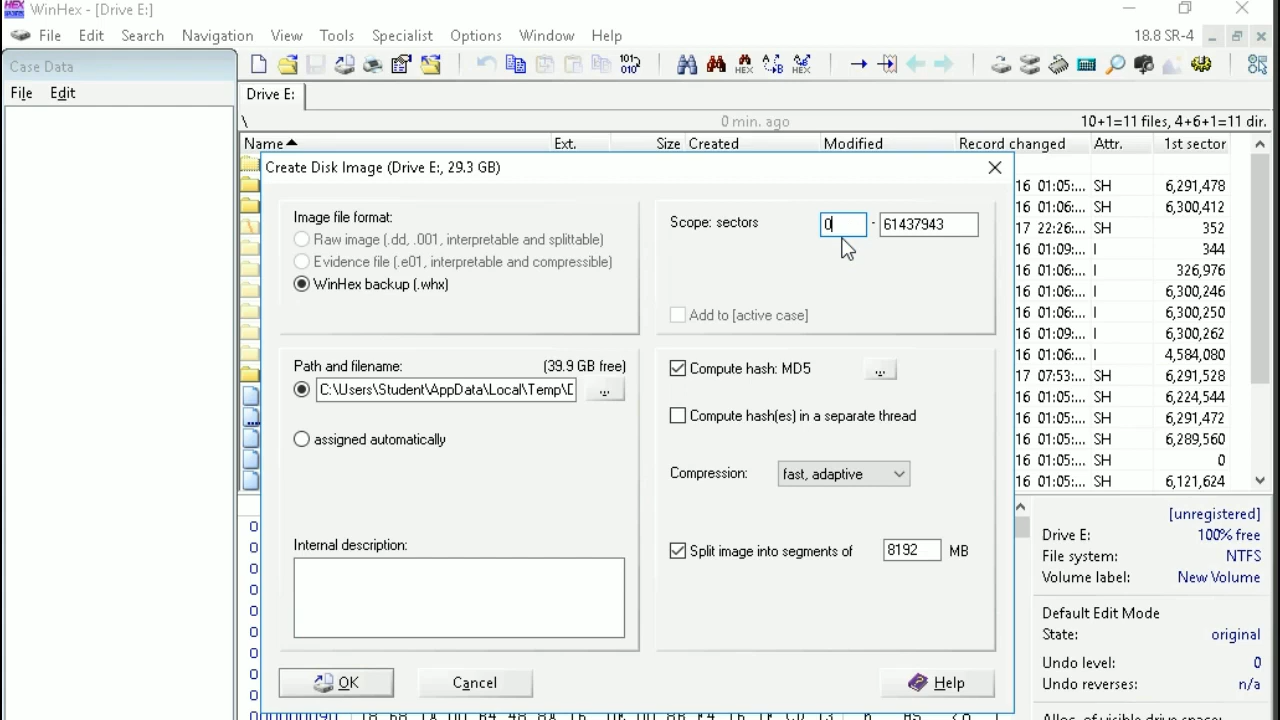 WinHex - [Drive E:]
File Edit Search Navigation View Tools Specialist Options Window Help 18.8 SR-4
Case Data
File Edit
Drive E:
\ 0 min. ago 10+1=11 files, 4+6+1=11 dir.
Name Ext. Size Created Modified Record changed Attr. 1st sector
Create Disk Image (Drive E:, 29.3 GB)
16 01:05:... SH 6,291,478
16 01:06:... SH 6,300,412
17 22:26:... SH 352
16 01:09:... I 344
16 01:06:... I 326,976
16 01:06:... I 6,300,246
16 01:06:... I 6,300,250
16 01:09:... I 6,300,262
16 01:06:... I 4,584,080
17 07:53:... SH 6,291,528
16 01:05:... SH 6,224,544
16 01:05:... SH 6,291,472
16 01:05:... SH 6,289,560
16 01:05:... SH 0
16 01:05:... SH 6,121,624
Image file format:
Raw image (.dd, .001, interpretable and splittable)
Evidence file (.e01, interpretable and compressible)
WinHex backup (.whx)
Scope: sectors 0 - 61437943
Add to [active case]
Path and filename: (39.9 GB free)
C:\Users\Student\AppData\Local\Temp\D
...
assigned automatically
Internal description:
Compute hash: MD5 ...
Compute hash(es) in a separate thread
Compression: fast, adaptive
Split image into segments of 8192 MB
OK Cancel Help
[unregistered]
Drive E: 100% free
File system: NTFS
Volume label: New Volume
Default Edit Mode
State: original
Undo level: 0
Undo reverses: n/a
Alloc. of visible drive space: